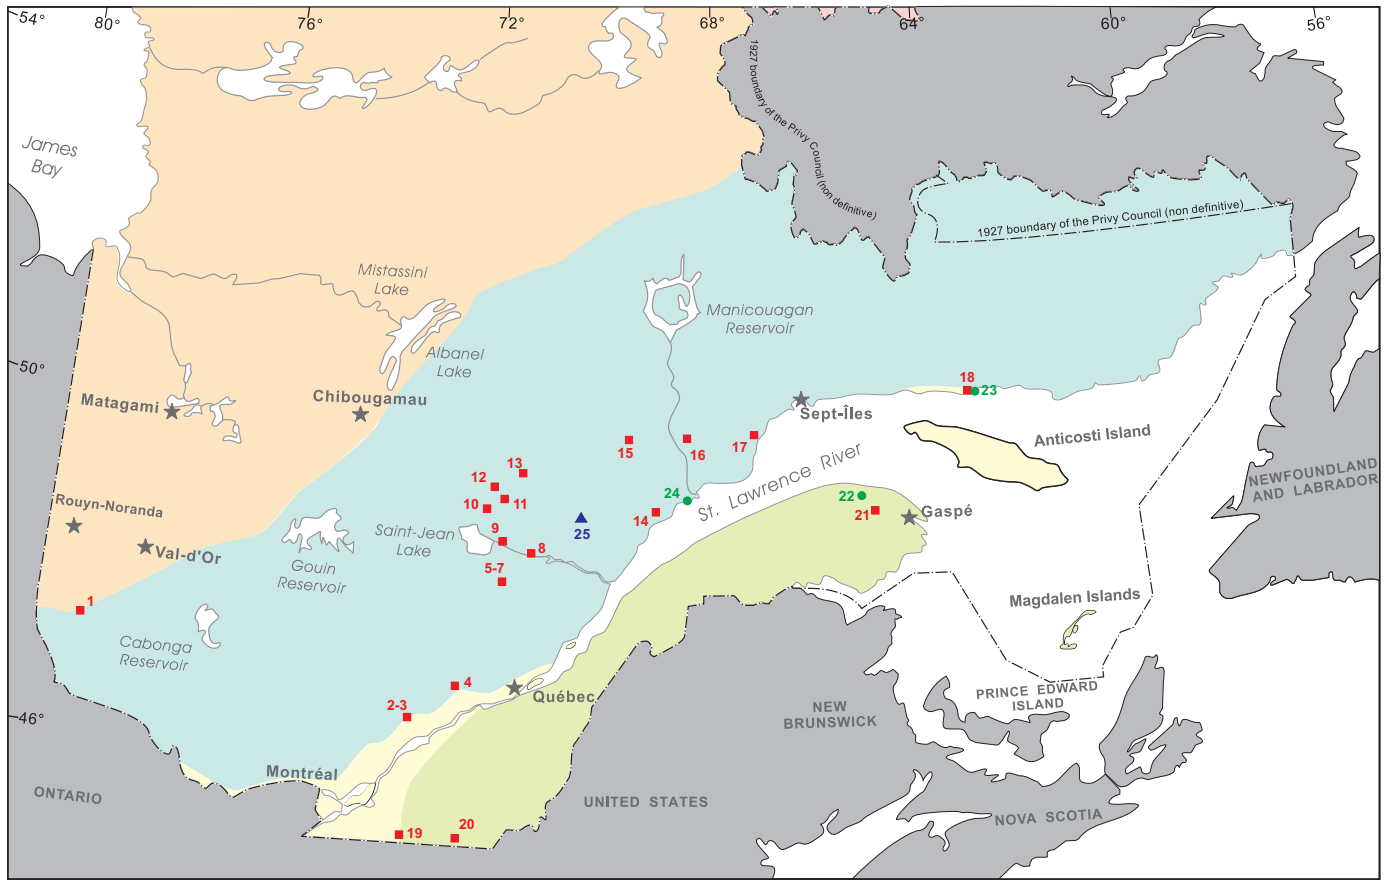 54°
80°
76°
72°
68°
64°
60°
56°
1927 boundary of the Privy Council (non definitive)
James
Bay
1927 boundary of the Privy Council (non definitive)
Mistassini
Lake
Manicouagan
Reservoir
Albanel
Lake
50°
Matagami
Chibougamau
18
23
Sept-Îles
Anticosti Island
15
16
17
St. Lawrence River
NEWFOUNDLAND
AND LABRADOR
13
12
11
10
24
22
21
Gaspé
Rouyn-Noranda
Val-d'Or
Saint-Jean
Lake
9
8
25
14
Gouin
Reservoir
5-7
1
Magdalen Islands
Cabonga
Reservoir
4
2-3
Québec
46°
NEW
BRUNSWICK
PRINCE EDWARD
ISLAND
Montréal
ONTARIO
UNITED STATES
NOVA SCOTIA
19
20